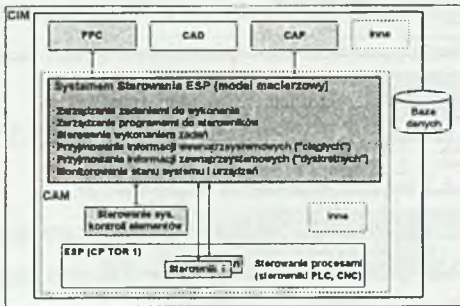 CIM
PPC
CAD
CAP
Inne
Systemem Sterowania ESP (model macierzowy)
- Zarządzanie zadaniami do wykonania
- Zarządzanie programami do sterowników
- Sterowanie wykonaniem zadań
- Przyjmowanie informacji wewnątrzsystemowych ("ciągłych")
- Przyjmowanie informacji zewnątrzsystemowych ("dyskretnych")
- Monitorowanie stanu systemu i urządzeń
Baza
danych
CAM
Sterowanie sys.
kontroli elementów
Inne
ESP (CP TOR 1)
Sterownik
n
Sterowanie procesami
(sterowniki PLC, CNC)